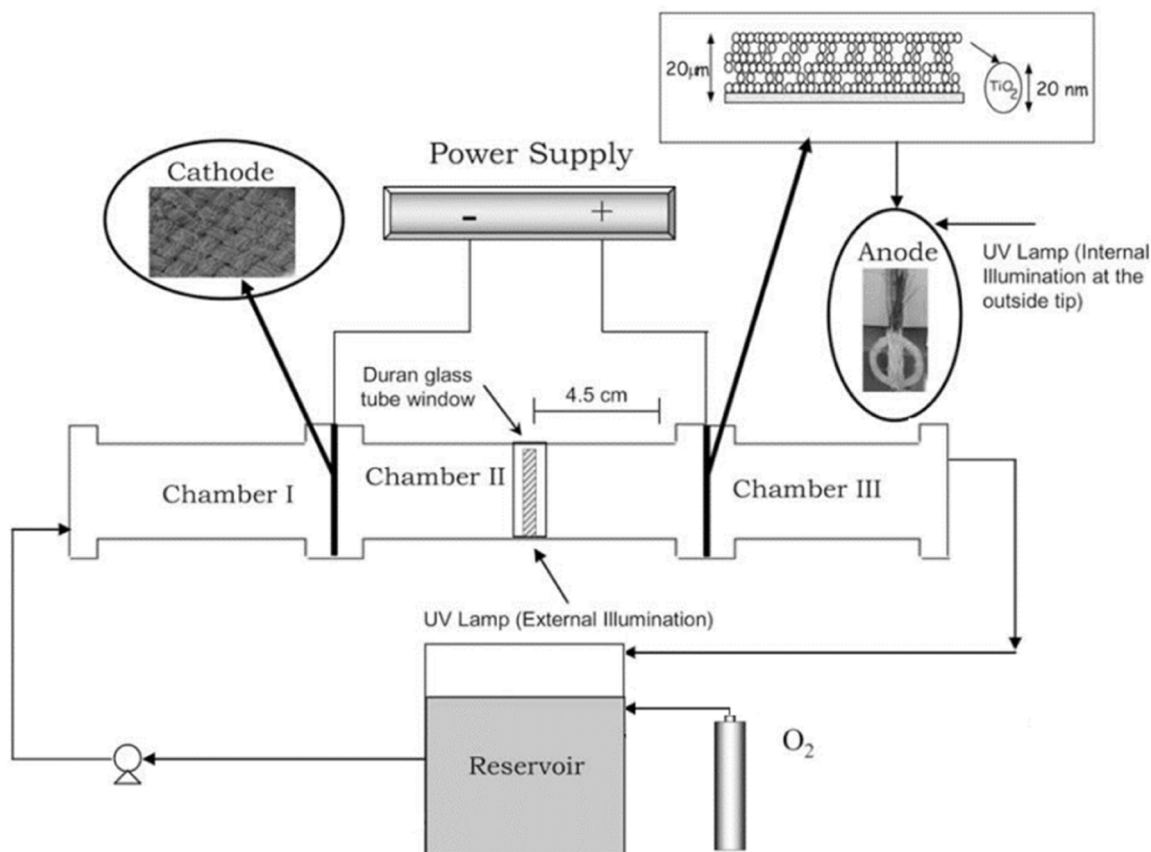 20μm
TiO2
20 nm
Power Supply
Cathode
- +
Anode
UV Lamp (Internal
Illumination at the
outside tip)
Duran glass
tube window
4.5 cm
Chamber I
Chamber II
Chamber III
UV Lamp (External Illumination)
Reservoir
O2